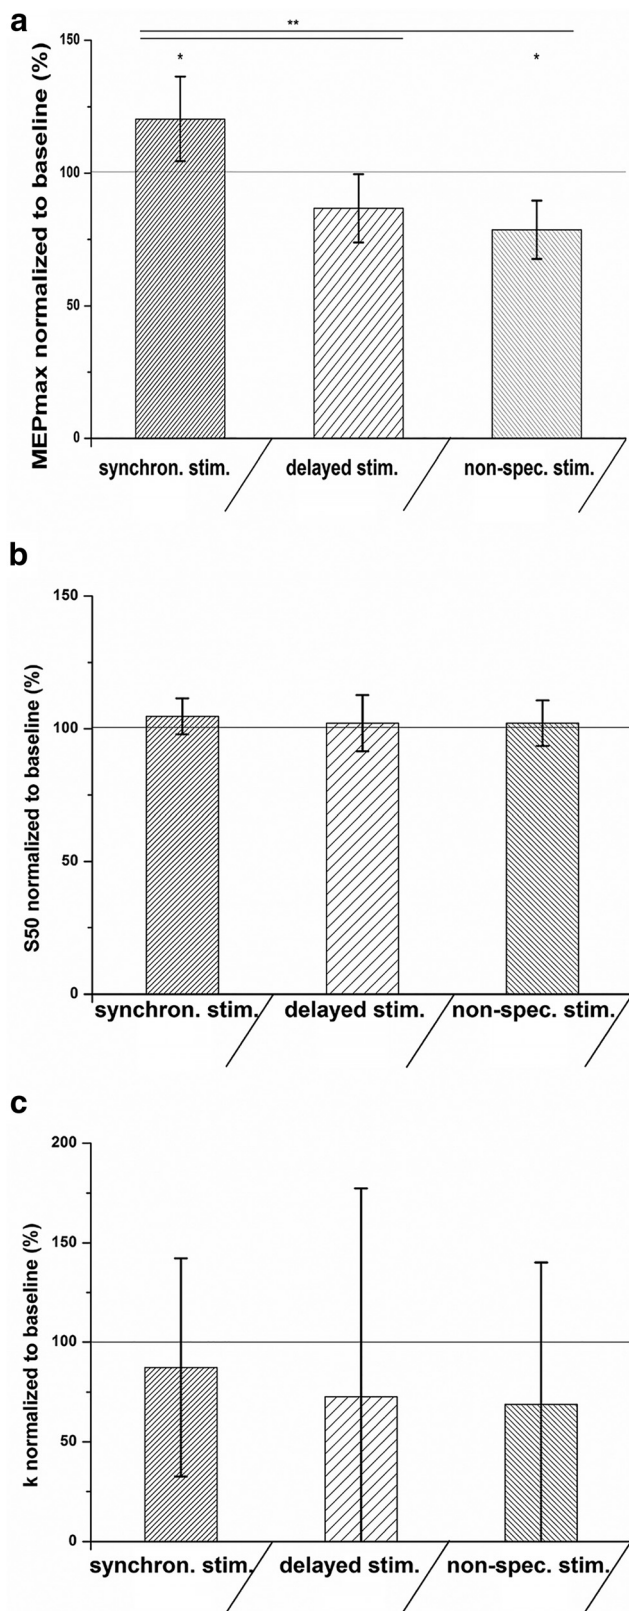 a
MEPmax normalized to baseline (%)
150
100
50
0
**
* *
synchron. stim. delayed stim. non-spec. stim.
b
S50 normalized to baseline (%)
150
100
50
0
synchron. stim. delayed stim. non-spec. stim.
c
k normalized to baseline (%)
200
150
100
50
0
synchron. stim. delayed stim. non-spec. stim.